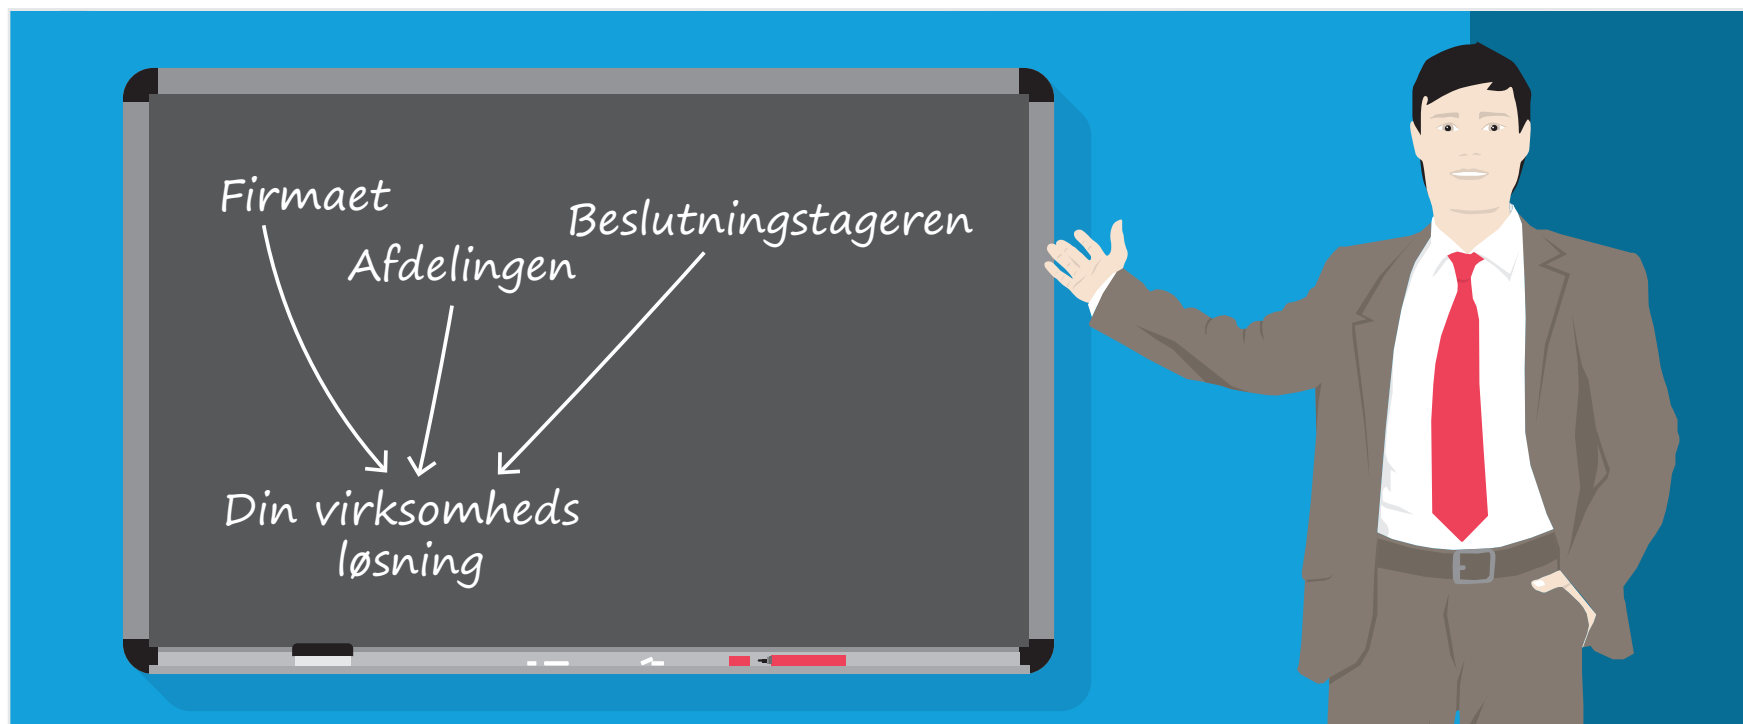 Firmaet
Afdelingen
Beslutningstageren
Din virksomheds
løsning